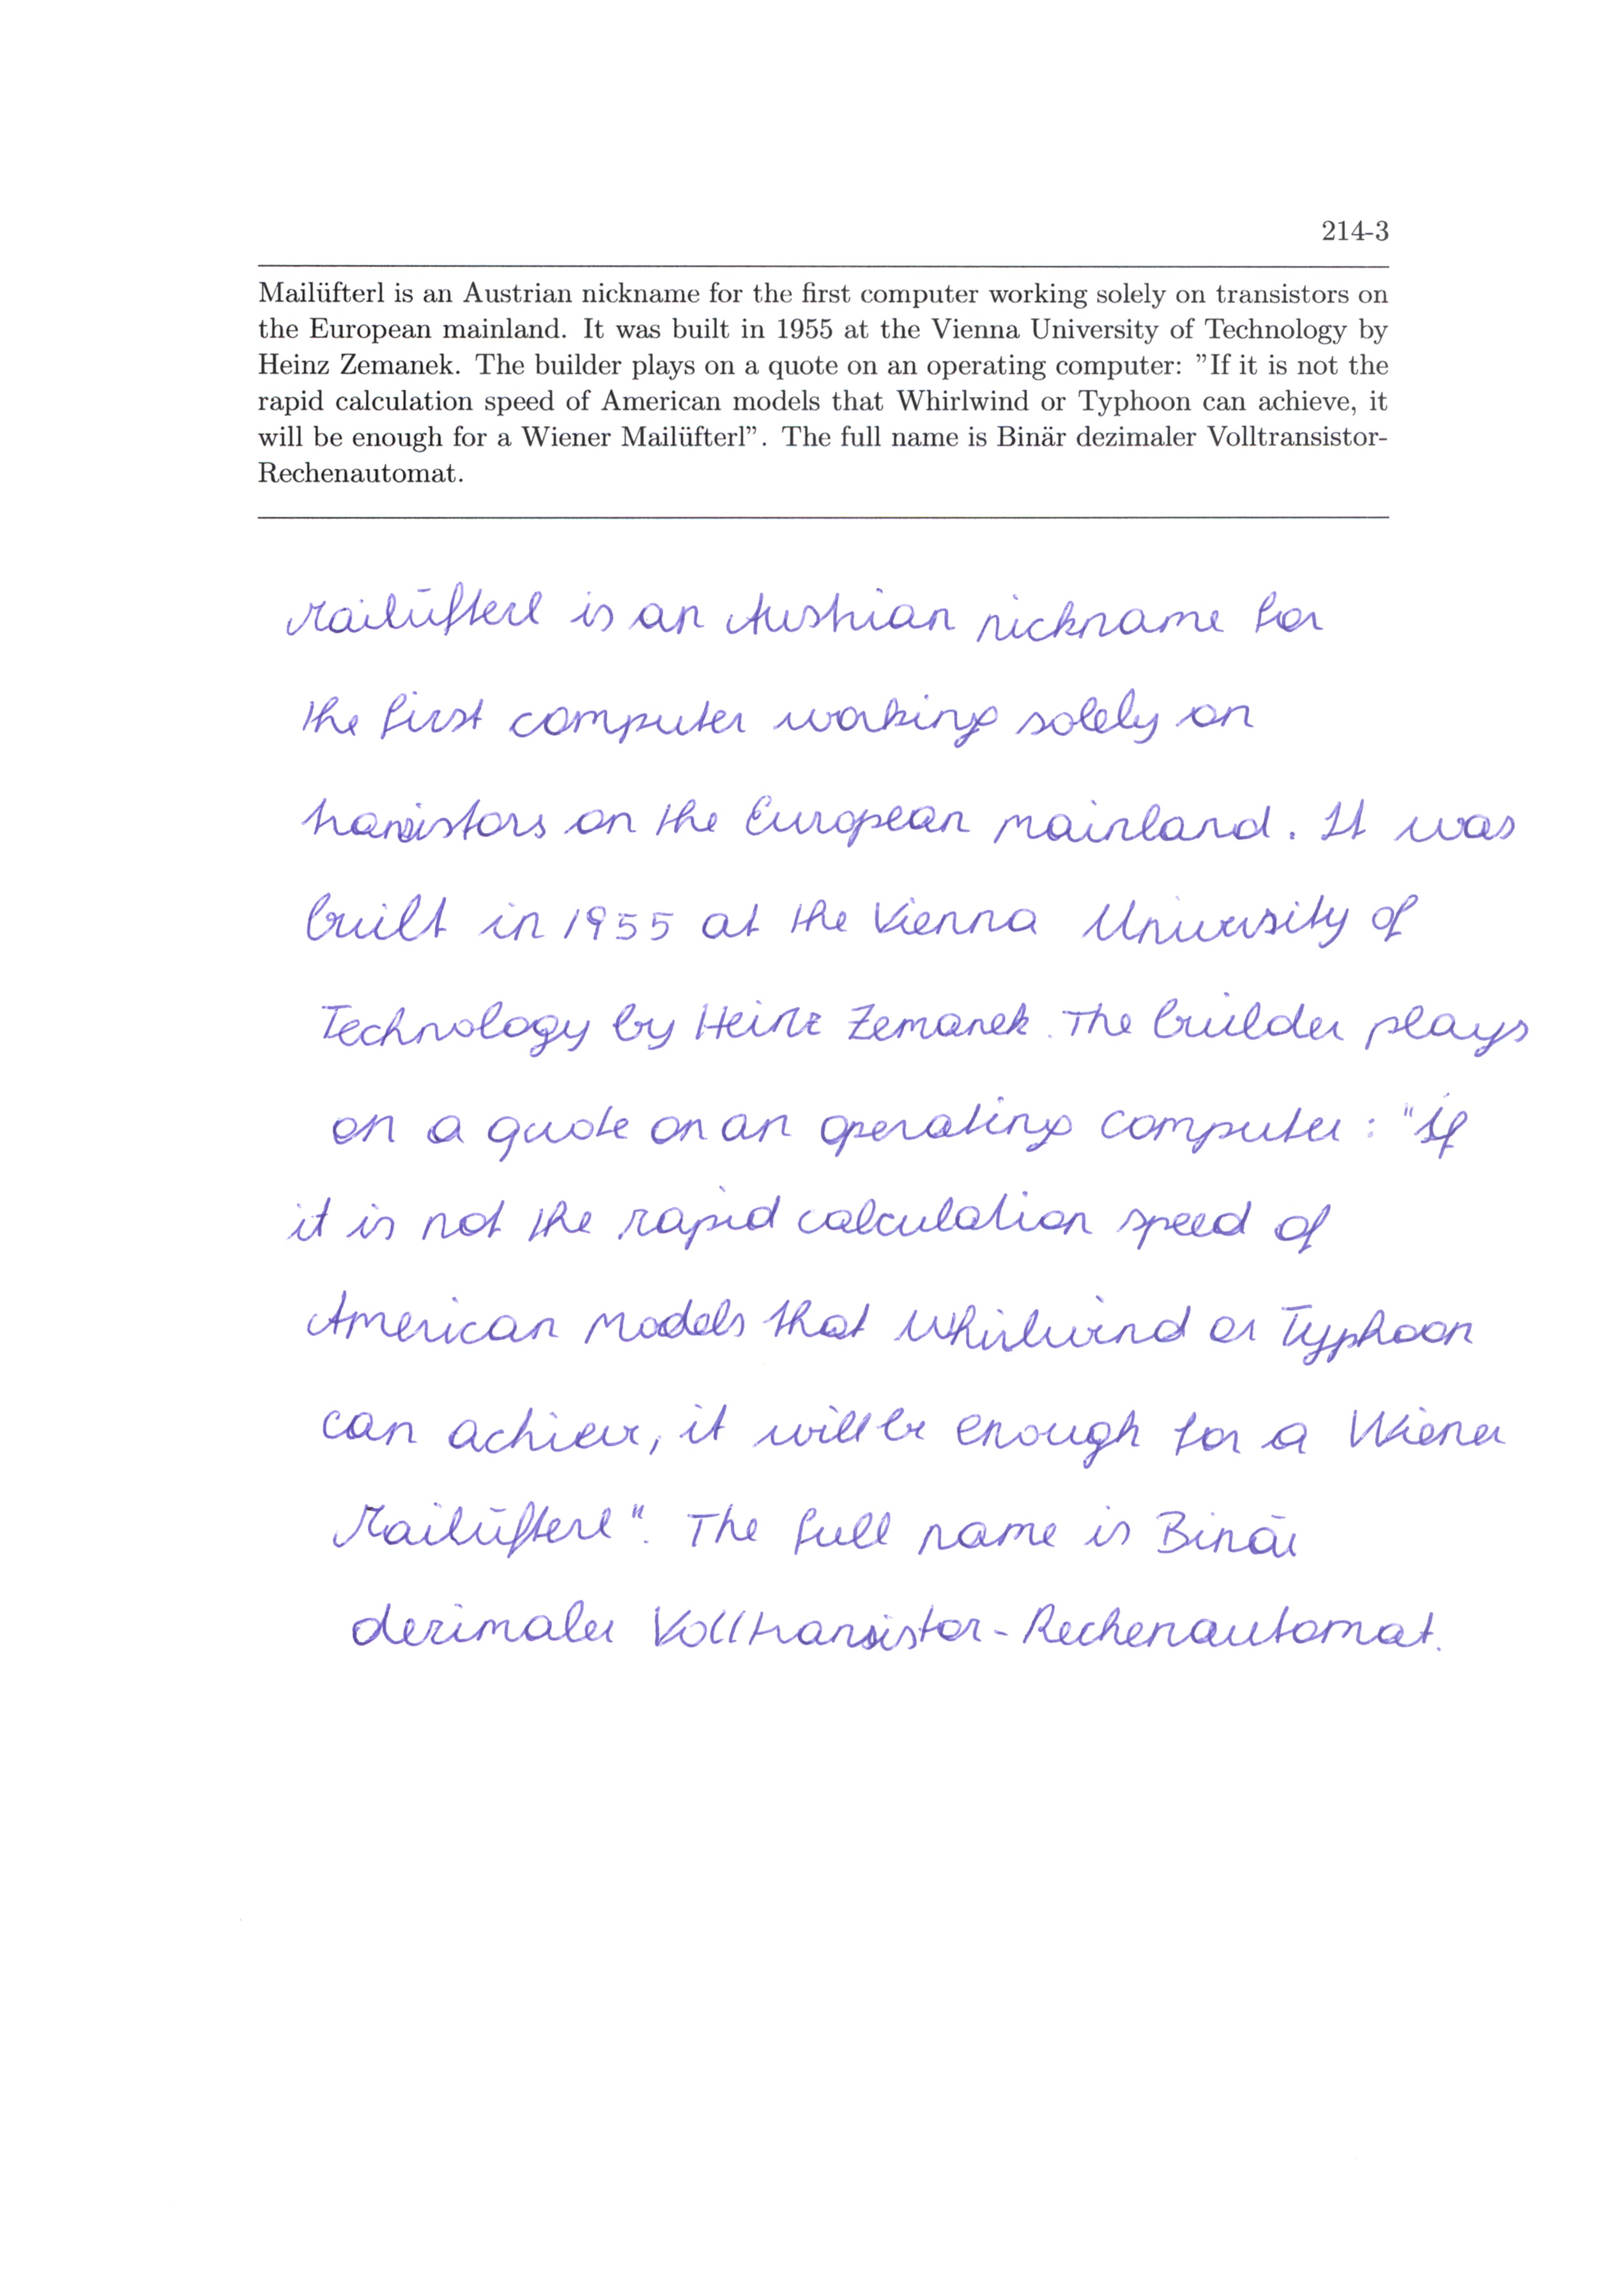 214-3
Mailüfterl is an Austrian nickname for the first computer working solely on transistors on
the European mainland. It was built in 1955 at the Vienna University of Technology by
Heinz Zemanek. The builder plays on a quote on an operating computer: ”If it is not the
rapid calculation speed of American models that Whirlwind or Typhoon can achieve, it
will be enough for a Wiener Mailüfterl”. The full name is Binär dezimaler Volltransistor-
Rechenautomat.
Mailüfterl is an Austrian nickname for
the first computer working solely on
transistors on the European mainland. It was
built in 1955 at the Vienna University of
Technology by Heinz Zemanek. The builder plays
on a quote on an operating computer: "If
it is not the rapid calculation speed of
American models that Whirlwind or Typhoon
can achieve, it will be enough for a Wiener
Mailüfterl". The full name is Binär
dezimaler Volltransistor-Rechenautomat.